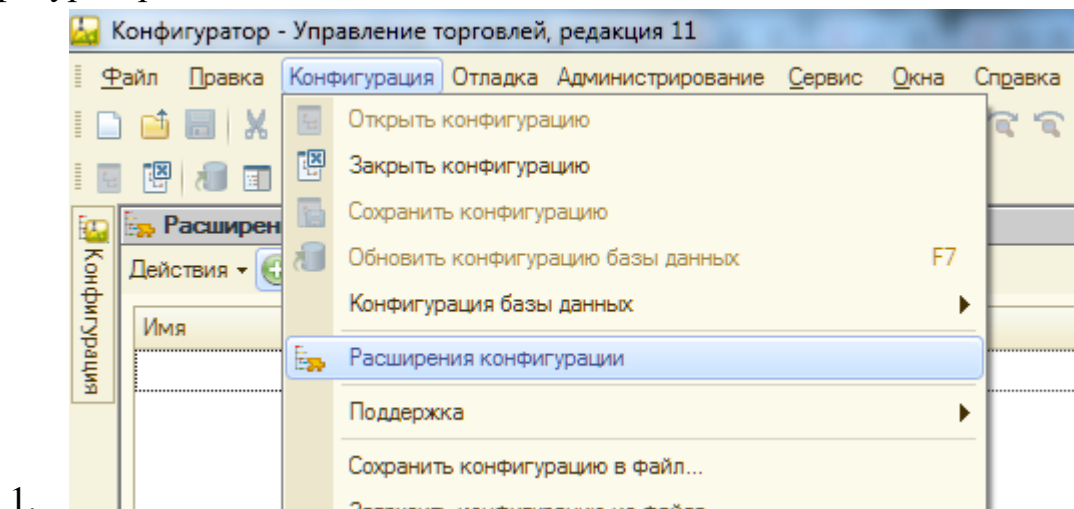 Конфигуратор - Управление торговлей, редакция 11
Файл Правка Конфигурация Отладка Администрирование Сервис Окна Справка
Открыть конфигурацию
Закрыть конфигурацию
Сохранить конфигурацию
Расширен
Обновить конфигурацию базы данных F7
Действия
Конфигурация базы данных
Имя
Конфигурация
Расширения конфигурации
Поддержка
Сохранить конфигурацию в файл...
1.